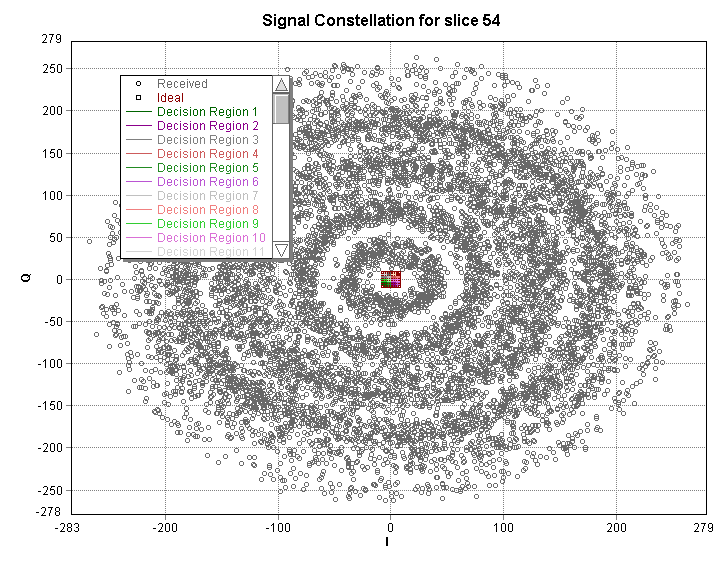 Signal Constellation for slice 54
279
250
200
150
100
50
0
-50
-100
-150
-200
-250
-278
Q
Received
Ideal
Decision Region 1
Decision Region 2
Decision Region 3
Decision Region 4
Decision Region 5
Decision Region 6
Decision Region 7
Decision Region 8
Decision Region 9
Decision Region 10
Decision Region 11
-283 -200 -100 0 100 200 279
I